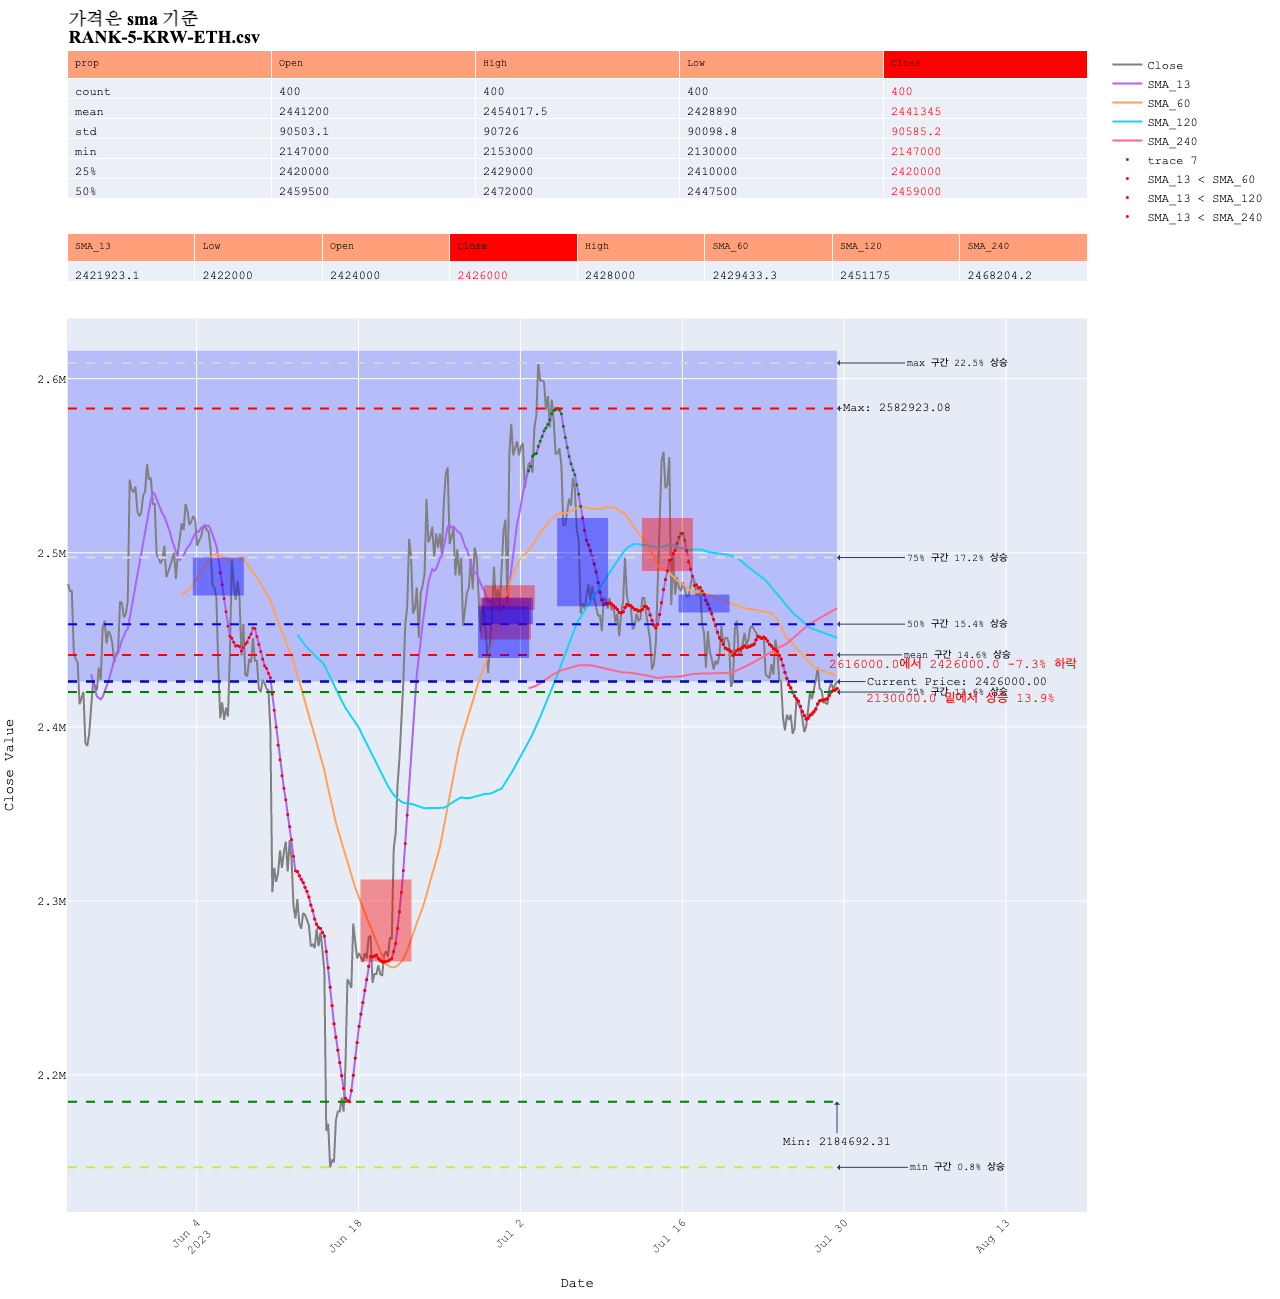 가격은 sma 기준
RANK-5-KRW-ETH.csv
prop Open High Low Close
count 400 400 400 400
mean 2441200 2454017.5 2428890 2441345
std 90503.1 90726 90098.8 90585.2
min 2147000 2153000 2130000 2147000
25% 2420000 2429000 2410000 2420000
50% 2459500 2472000 2447500 2459000
Close
SMA_13
SMA_60
SMA_120
SMA_240
trace 7
SMA_13 < SMA_60
SMA_13 < SMA_120
SMA_13 < SMA_240
SMA_13 Low Open Close High SMA_60 SMA_120 SMA_240
2421923.1 2422000 2424000 2426000 2428000 2429433.3 2451175 2468204.2
max 구간 22.5% 상승
2.6M
Max: 2582923.08
2.5M
75% 구간 17.2% 상승
50% 구간 15.4% 상승
mean 구간 14.6% 상승
2616000.0에서 2426000.0 -7.3% 하락
Current Price: 2426000.00
25% 구간 13.6% 상승
2130000.0 밑에서 상승 13.9%
2.4M
2.3M
2.2M
Min: 2184692.31
min 구간 0.8% 상승
Close Value
Jun 4
2023
Jun 18
Jul 2
Jul 16
Jul 30
Aug 13
Date